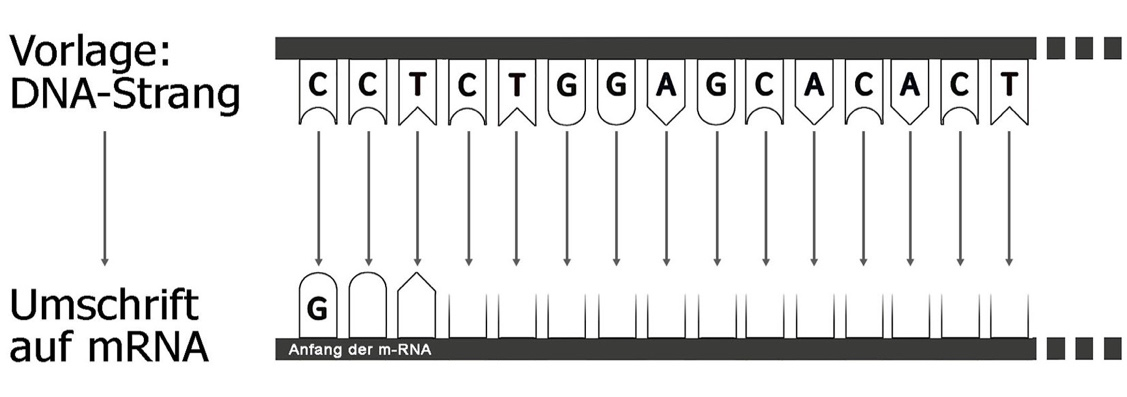 Vorlage:
DNA-Strang
C C T C T G G A G C A C A C T
Umschrift
auf mRNA
G
Anfang der m-RNA